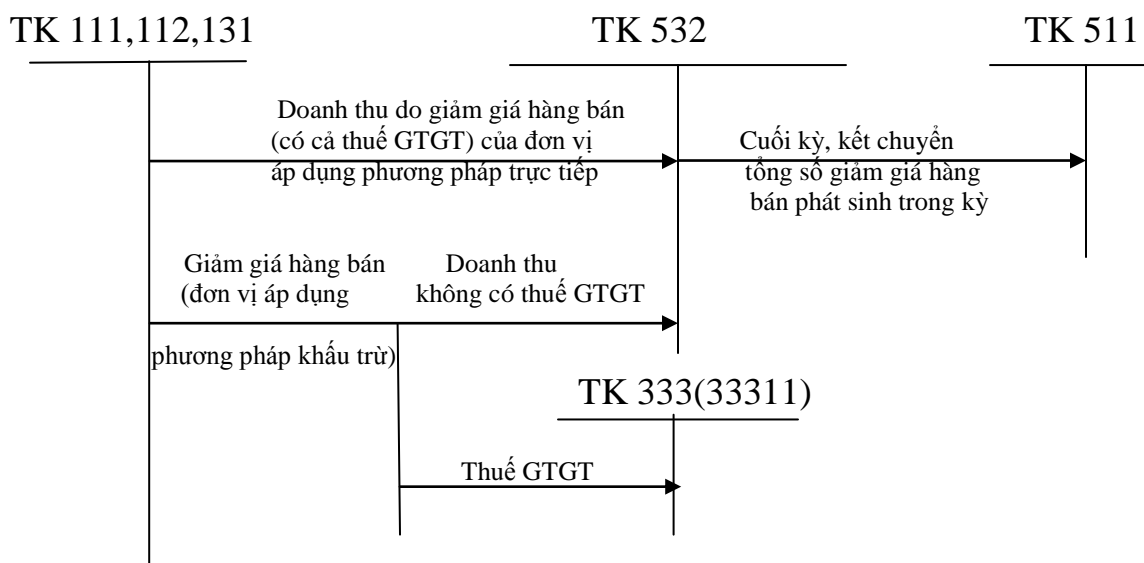 TK 111,112,131
TK 532
TK 511
Doanh thu do giảm giá hàng bán
(có cả thuế GTGT) của đơn vị
áp dụng phương pháp trực tiếp
Cuối kỳ, kết chuyển
tổng số giảm giá hàng
bán phát sinh trong kỳ
Giảm giá hàng bán
(đơn vị áp dụng
phương pháp khấu trừ)
Doanh thu
không có thuế GTGT
TK 333(33311)
Thuế GTGT